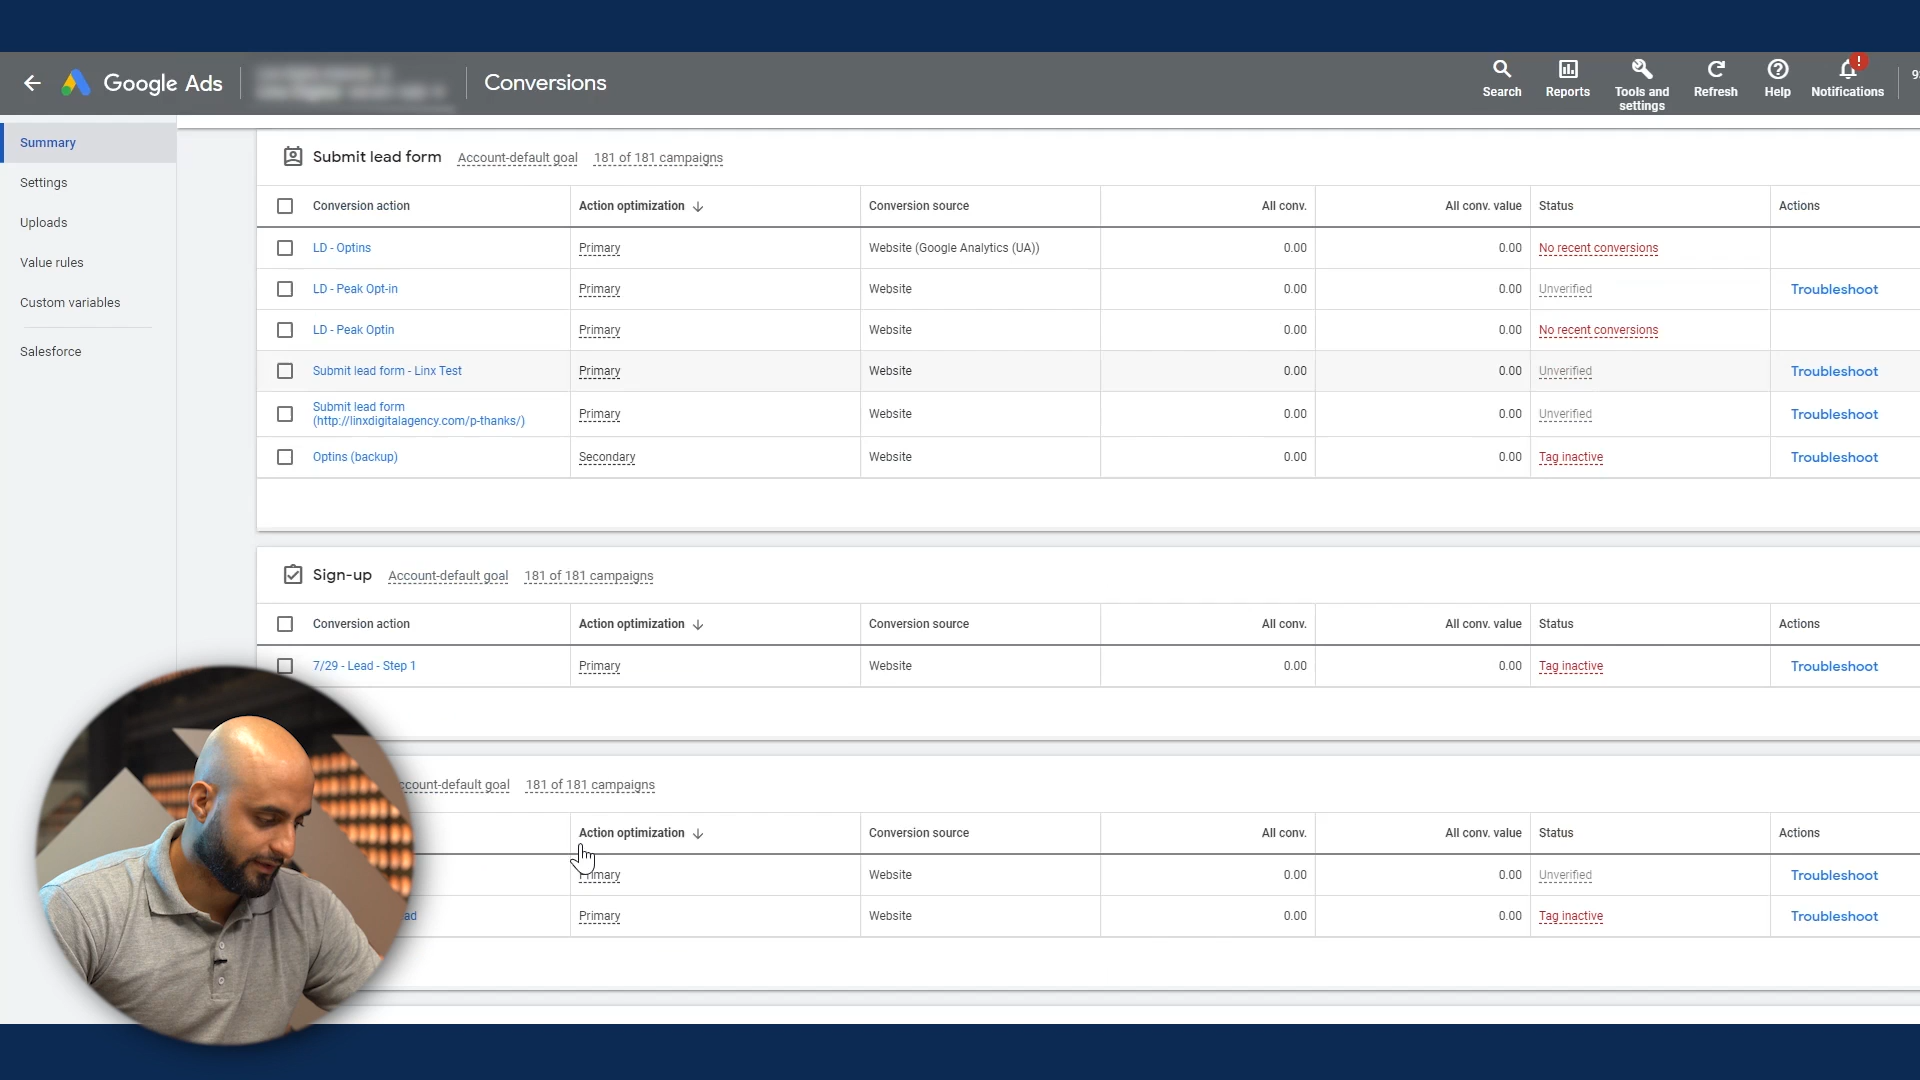 Google Ads
Conversions
Search
Reports
Tools and
settings
Refresh
Help
!
Notifications
Summary
Settings
Uploads
Value rules
Custom variables
Salesforce
Submit lead form Account-default goal 181 of 181 campaigns
Conversion action Action optimization Conversion source All conv. All conv. value Status Actions
LD - Optins Primary Website (Google Analytics (UA)) 0.00 0.00 No recent conversions
LD - Peak Opt-in Primary Website 0.00 0.00 Unverified Troubleshoot
LD - Peak Optin Primary Website 0.00 0.00 No recent conversions
Submit lead form - Linx Test Primary Website 0.00 0.00 Unverified Troubleshoot
Submit lead form
(http://linxdigitalagency.com/p-thanks/) Primary Website 0.00 0.00 Unverified Troubleshoot
Optins (backup) Secondary Website 0.00 0.00 Tag inactive Troubleshoot
Sign-up Account-default goal 181 of 181 campaigns
Conversion action Action optimization Conversion source All conv. All conv. value Status Actions
7/29 - Lead - Step 1 Primary Website 0.00 0.00 Tag inactive Troubleshoot
ccount-default goal 181 of 181 campaigns
Action optimization Conversion source All conv. All conv. value Status Actions
Primary Website 0.00 0.00 Unverified Troubleshoot
ad Primary Website 0.00 0.00 Tag inactive Troubleshoot